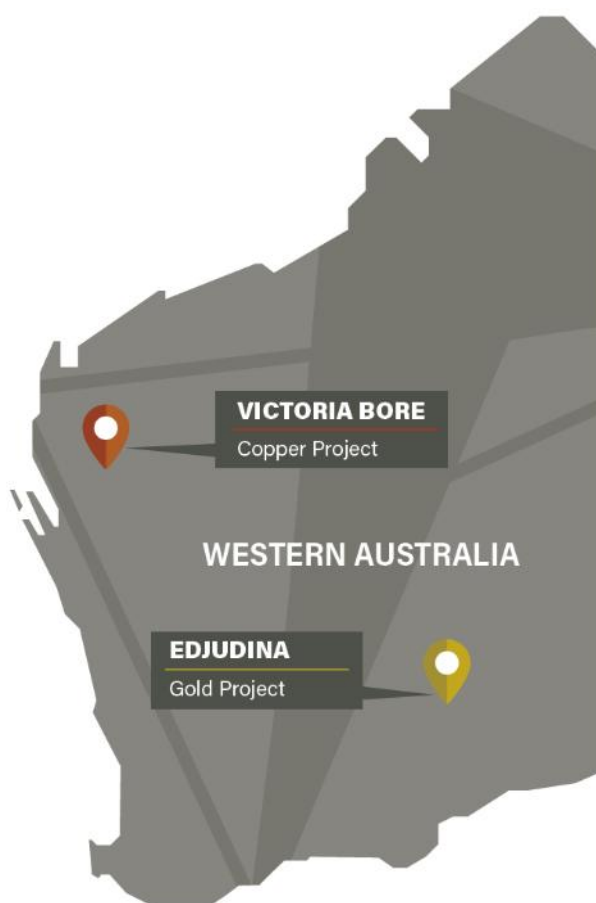 VICTORIA BORE
Copper Project
WESTERN AUSTRALIA
EDJUDINA
Gold Project